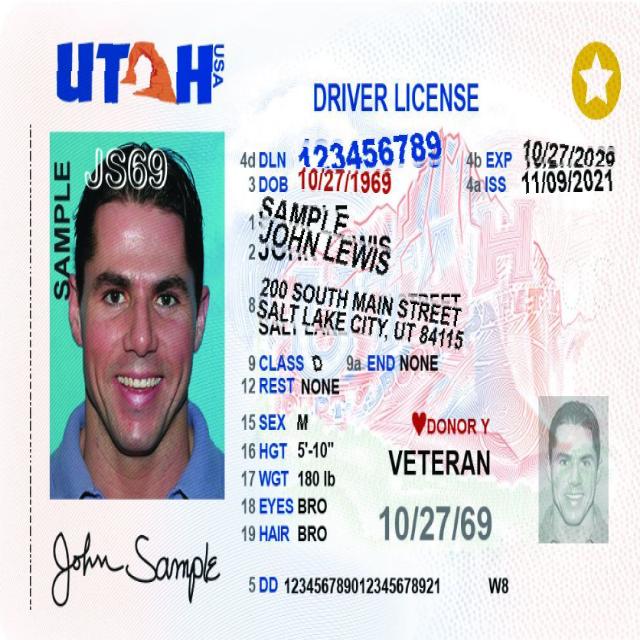 UTAH USA
DRIVER LICENSE
SAMPLE
JS69
4d DLN 123456789
4b EXP 10/27/2029
3 DOB 10/27/1969
4a ISS 11/09/2021
1 SAMPLE
2 JOHN LEWIS
8 200 SOUTH MAIN STREET
SALT LAKE CITY, UT 84115
9 CLASS D 9a END NONE
12 REST NONE
15 SEX M
DONOR Y
16 HGT 5'-10"
VETERAN
17 WGT 180 lb
18 EYES BRO
19 HAIR BRO
10/27/69
John Sample
5 DD 123456789012345678921 W8